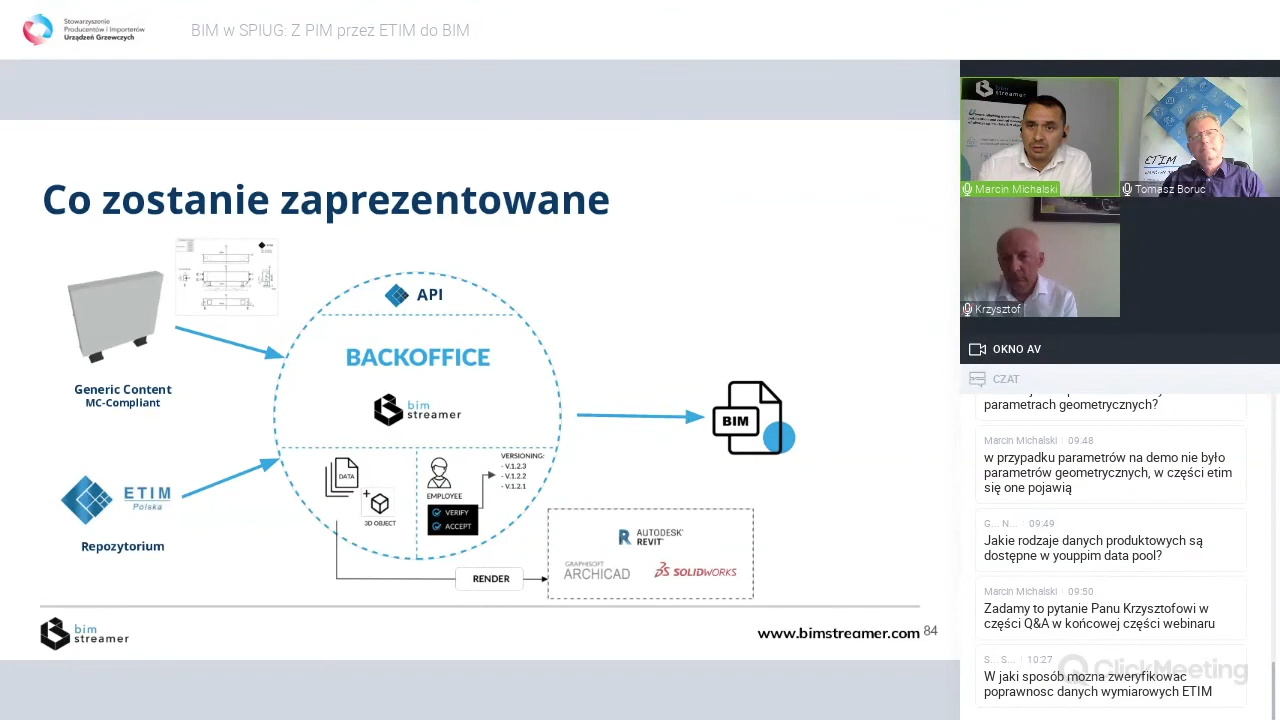 Stowarzyszenie
Producentów i Importerów
Urządzeń Grzewczych
BIM w SPIUG: Z PIM przez ETIM do BIM
Co zostanie zaprezentowane
Generic Content
MC-Compliant
ETIM
Polska
Repozytorium
API
BACKOFFICE
bim
streamer
DATA
3D OBJECT
EMPLOYEE
VERIFY
ACCEPT
VERSIONING:
- V.1.2.3
- V.1.2.2
- V.1.2.1
RENDER
BIM
AUTODESK
REVIT
GRAPHISOFT
ARCHICAD
SOLIDWORKS
bim
streamer
www.bimstreamer.com
84
bim
streamer
Marcin Michalski
ETIM
Tomasz Boruc
Krzysztof
OKNO AV
CZAT
parametrach geometrycznych?
Marcin Michalski 09:48
w przypadku parametrów na demo nie było
parametrów geometrycznych, w części etim
się one pojawią
G... N... 09:49
Jakie rodzaje danych produktowych są
dostępne w youppim data pool?
Marcin Michalski 09:50
Zadamy to pytanie Panu Krzysztofowi w
części Q&A w końcowej części webinaru
S... S... 10:27
W jaki sposób mozna zweryfikowac
poprawnosc danych wymiarowych ETIM
ClickMeeting